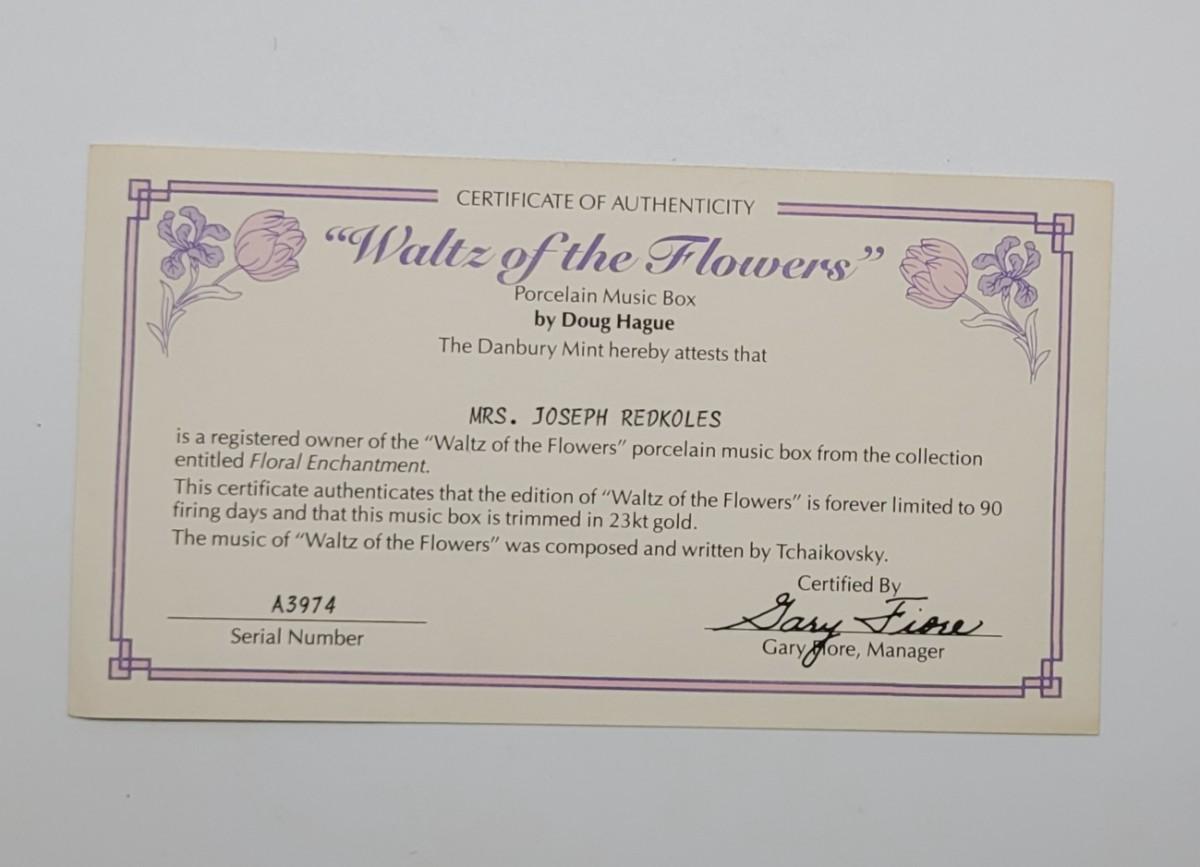 CERTIFICATE OF AUTHENTICITY
“Waltz of the Flowers”
Porcelain Music Box
by Doug Hague
The Danbury Mint hereby attests that
MRS. JOSEPH REDKOLES
is a registered owner of the “Waltz of the Flowers” porcelain music box from the collection
entitled Floral Enchantment.
This certificate authenticates that the edition of “Waltz of the Flowers” is forever limited to 90
firing days and that this music box is trimmed in 23kt gold.
The music of “Waltz of the Flowers” was composed and written by Tchaikovsky.
Certified By
A3974
Gary Fiore
Serial Number
Gary Fiore, Manager